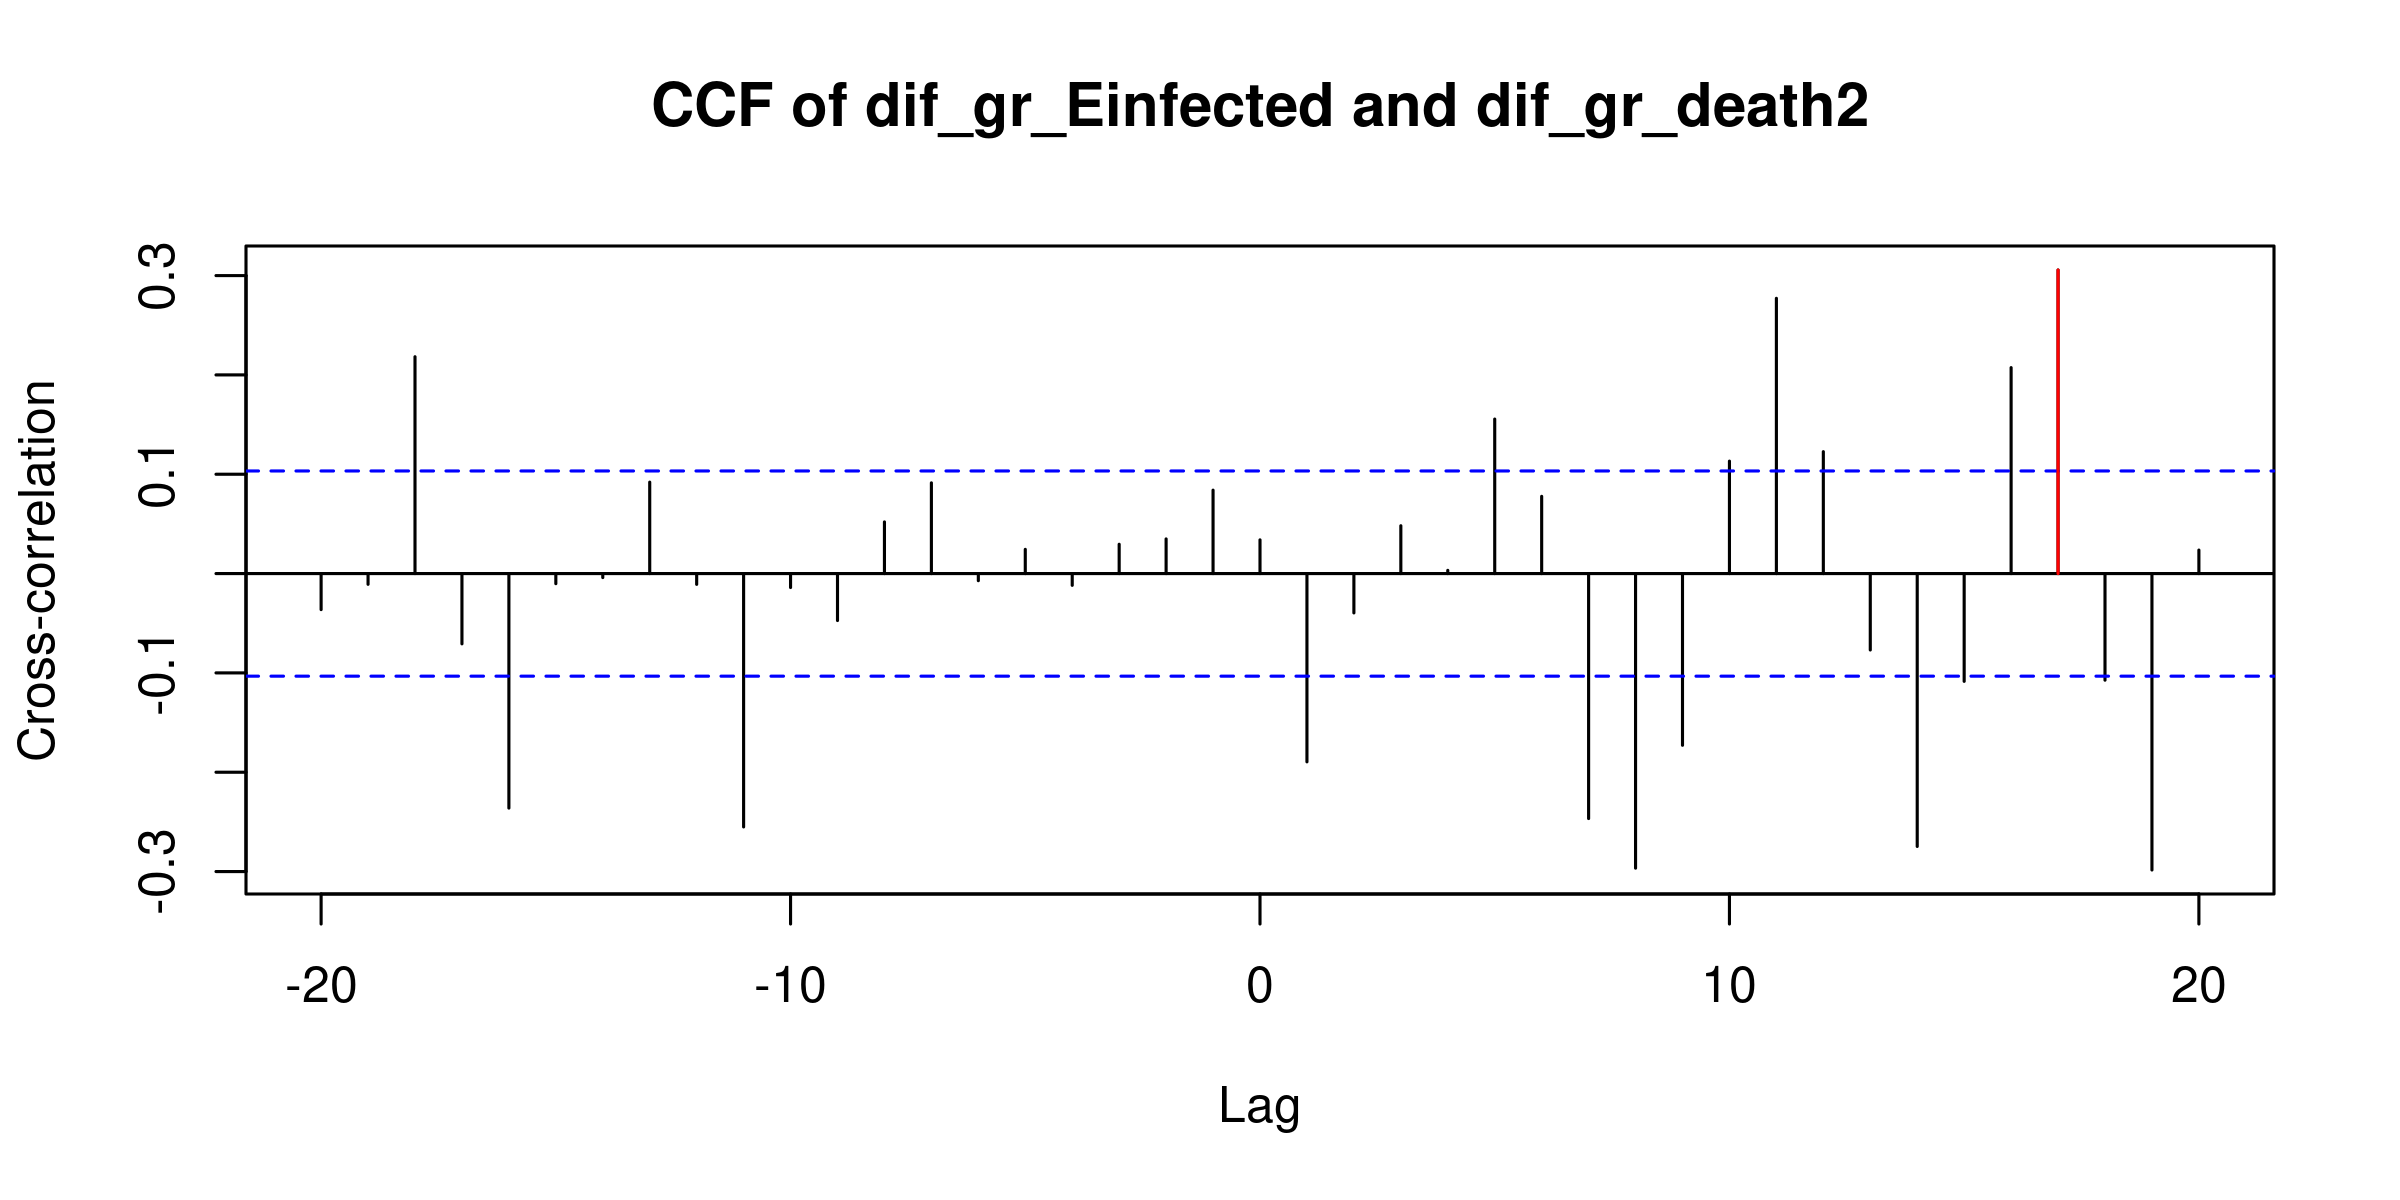 CCF of dif_gr_Einfected and dif_gr_death2
Cross-correlation
0.3
0.1
-0.1
-0.3
-20 -10 0 10 20
Lag